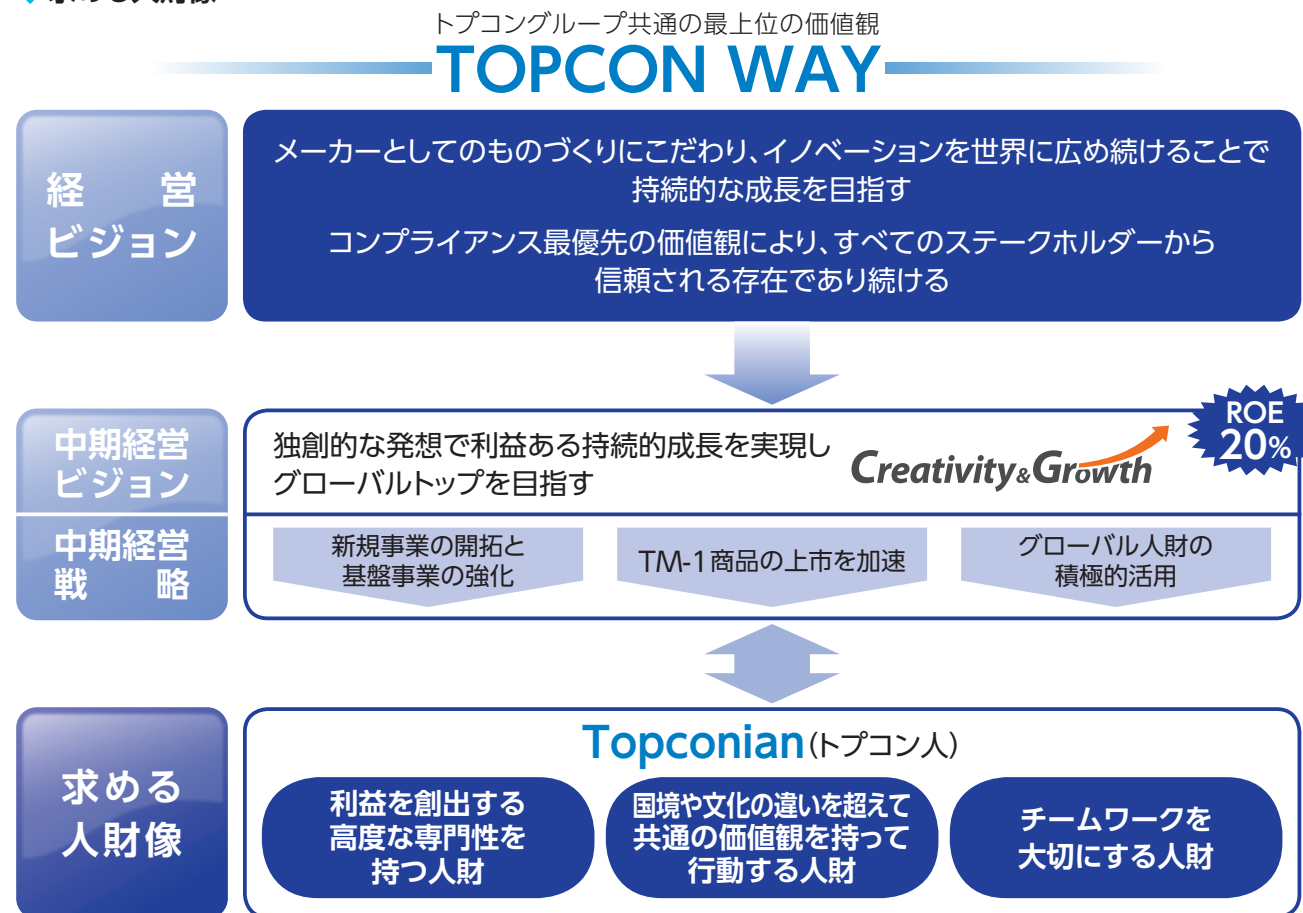 求める人財像
トプコングループ共通の最上位の価値観
TOPCON WAY
経 営
ビジョン
メーカーとしてのものづくりにこだわり、イノベーションを世界に広め続けることで
持続的な成長を目指す
コンプライアンス最優先の価値観により、すべてのステークホルダーから
信頼される存在であり続ける
中期経営
ビジョン
独創的な発想で利益ある持続的成長を実現し
グローバルトップを目指す
Creativity&Growth
ROE
20%
中期経営
戦 略
新規事業の開拓と
基盤事業の強化
TM-1商品の上市を加速
グローバル人財の
積極的活用
求める
人財像
Topconian(トプコン人)
利益を創出する
高度な専門性を
持つ人財
国境や文化の違いを超えて
共通の価値観を持って
行動する人財
チームワークを
大切にする人財